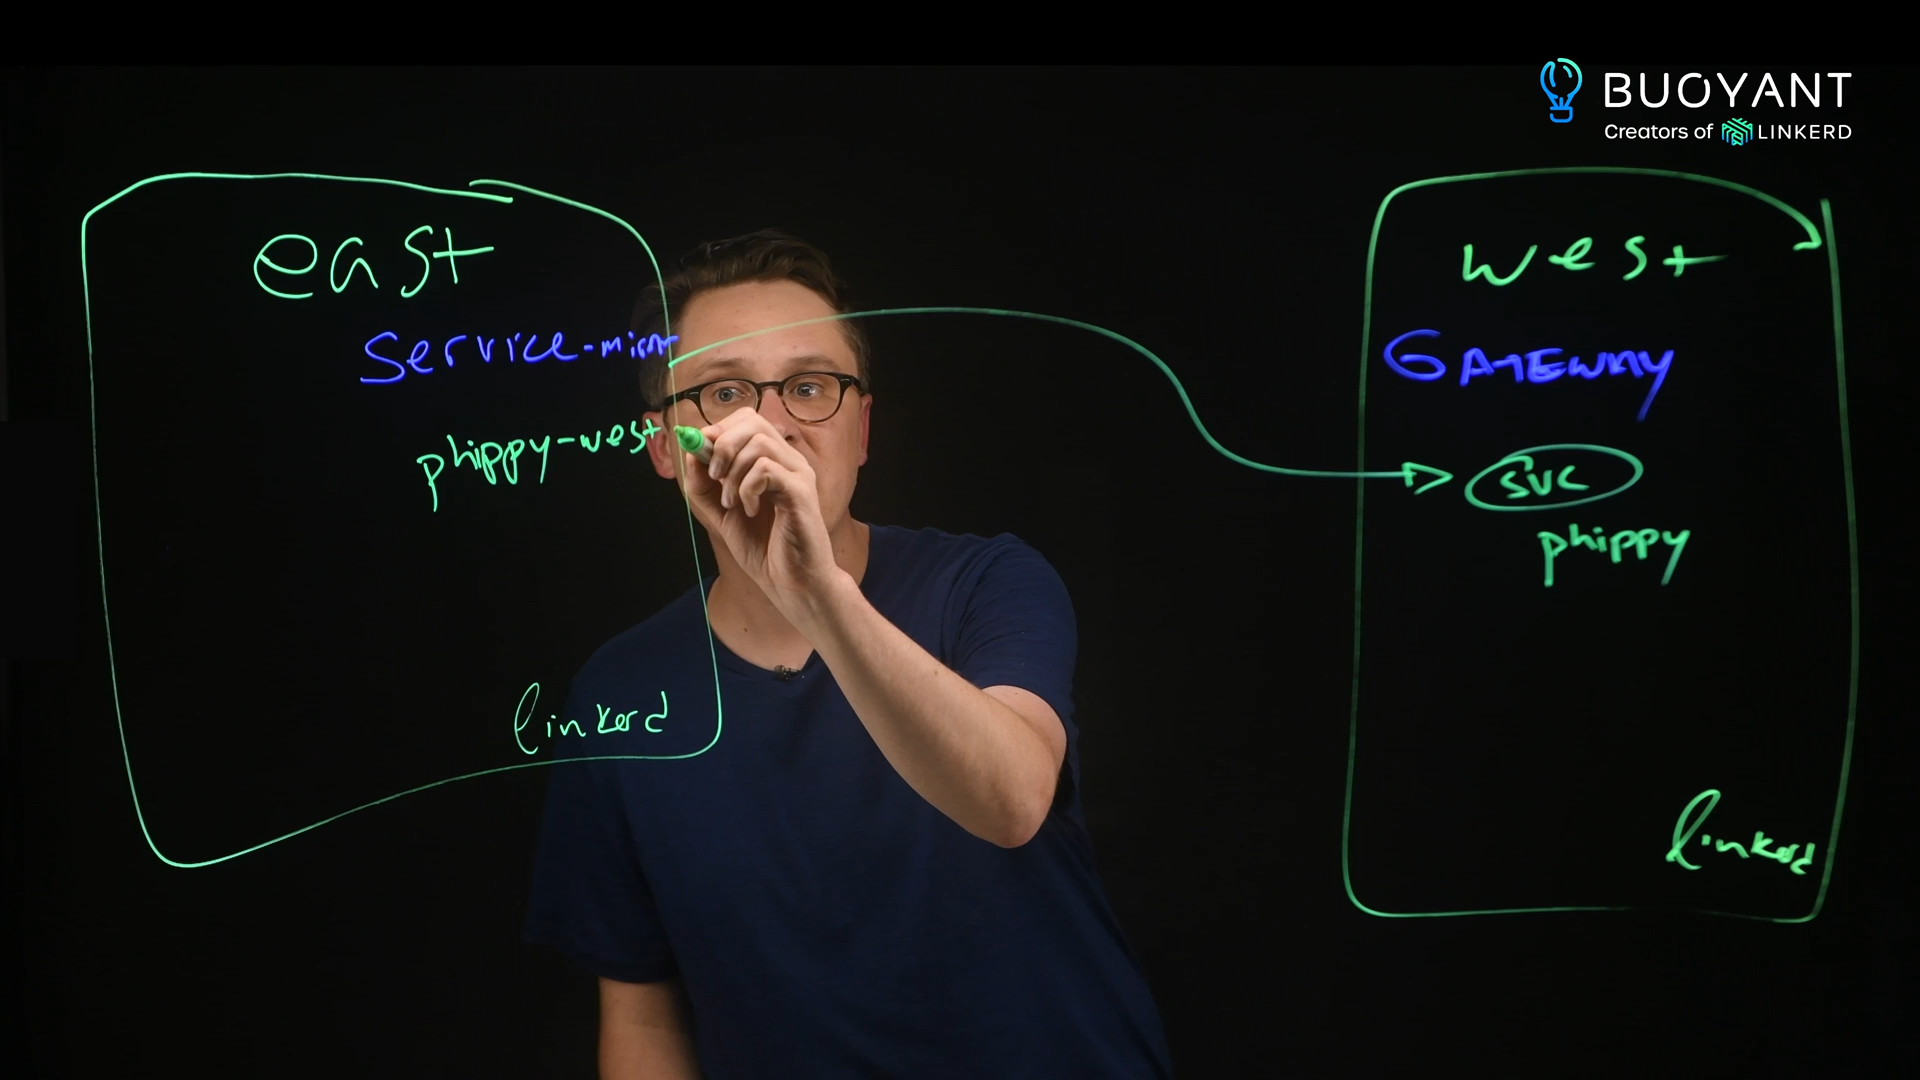 BUOYANT
Creators of LINKERD
east
service-mirror
phippy-west
linkerd
west
GATEWAY
svc
phippy
linkerd